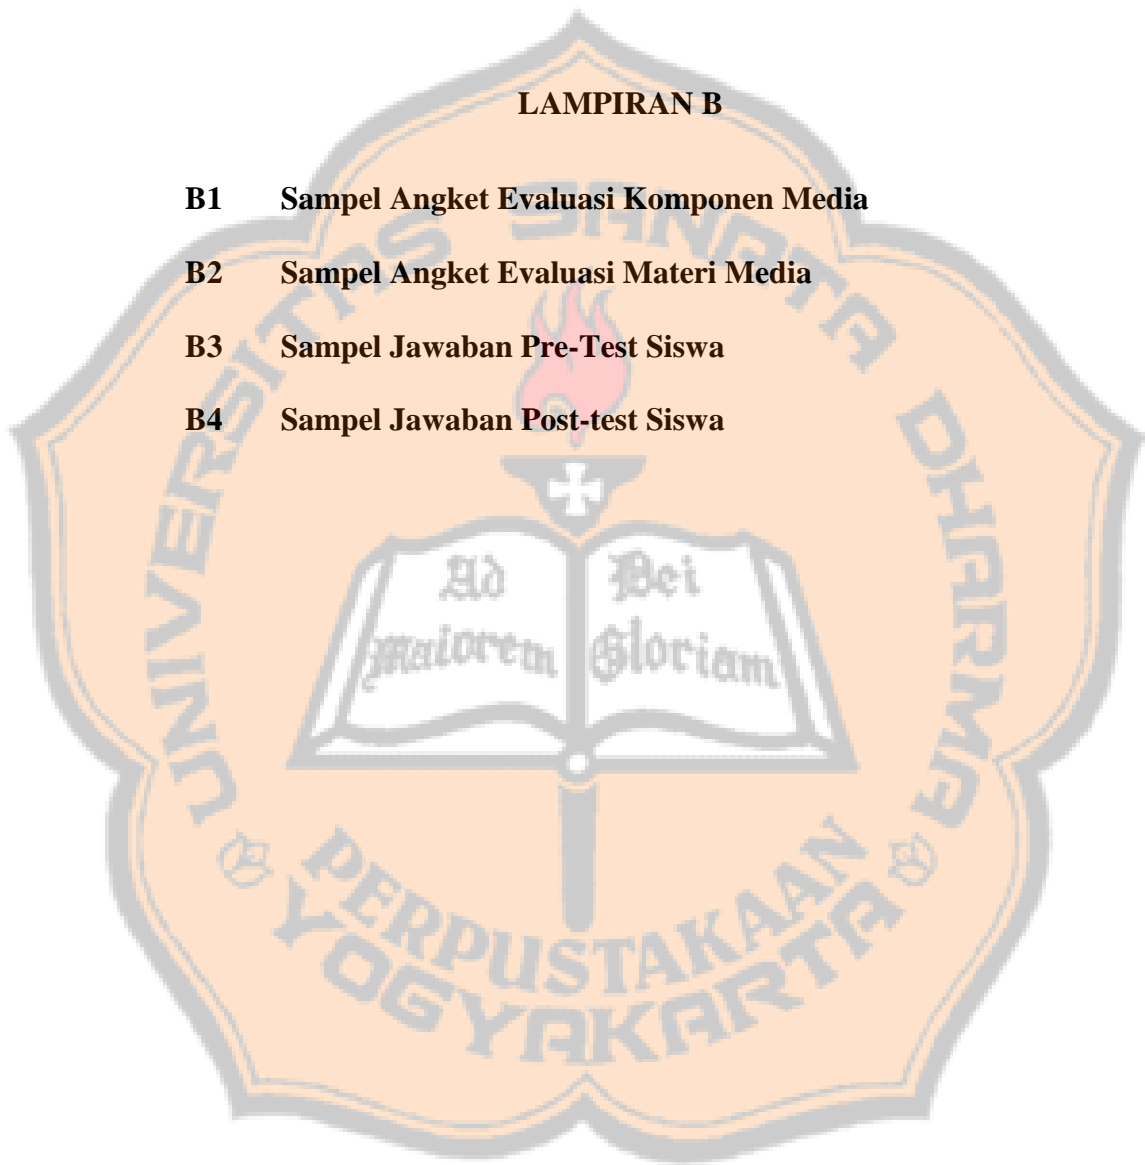 LAMPIRAN B
B1 Sampel Angket Evaluasi Komponen Media
B2 Sampel Angket Evaluasi Materi Media
B3 Sampel Jawaban Pre-Test Siswa
B4 Sampel Jawaban Post-test Siswa
UNIVERSITAS SANATA DHARMA
Ad Maiorem
Dei Gloriam
PERPUSTAKAAN
YOGYAKARTA